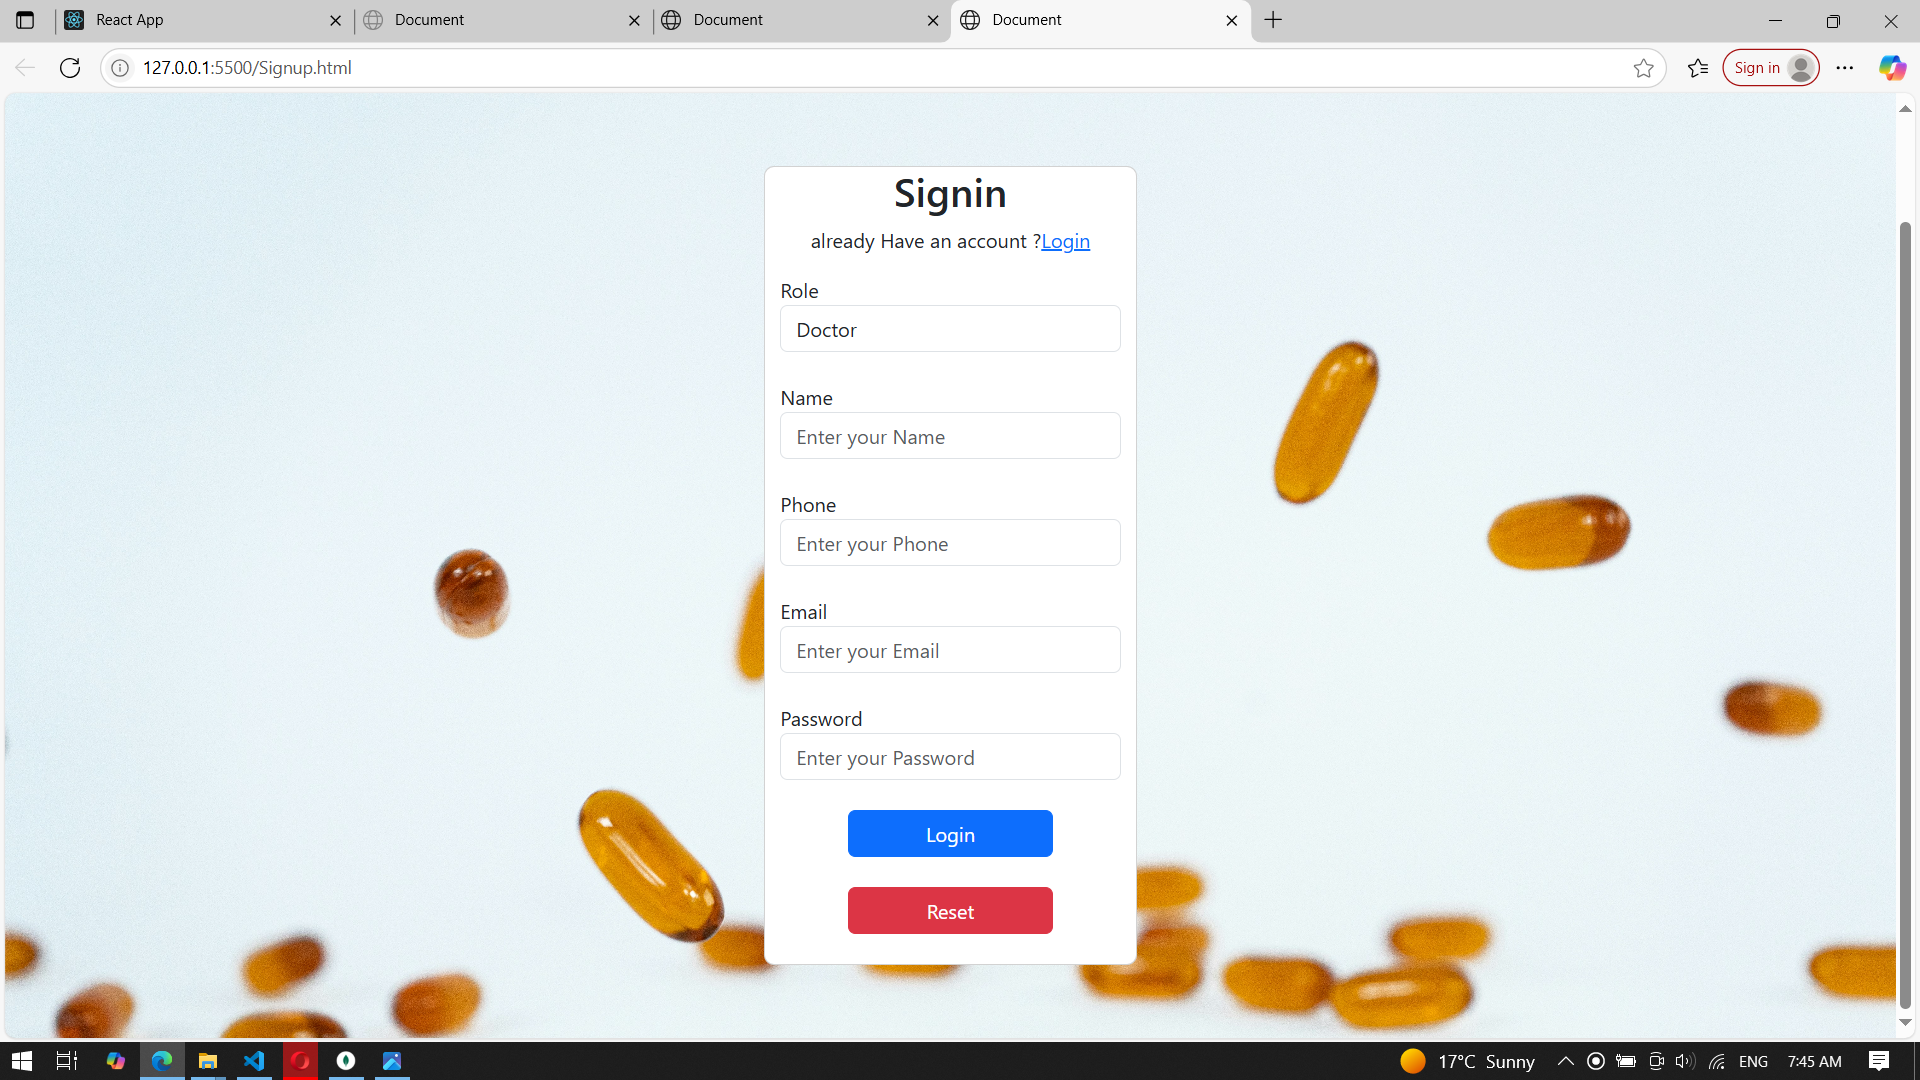 React App
Document
Document
Document
127.0.0.1:5500/Signup.html
Sign in
Signin
already Have an account ?Login
Role
Doctor
Name
Enter your Name
Phone
Enter your Phone
Email
Enter your Email
Password
Enter your Password
Login
Reset
17°C Sunny
ENG
7:45 AM